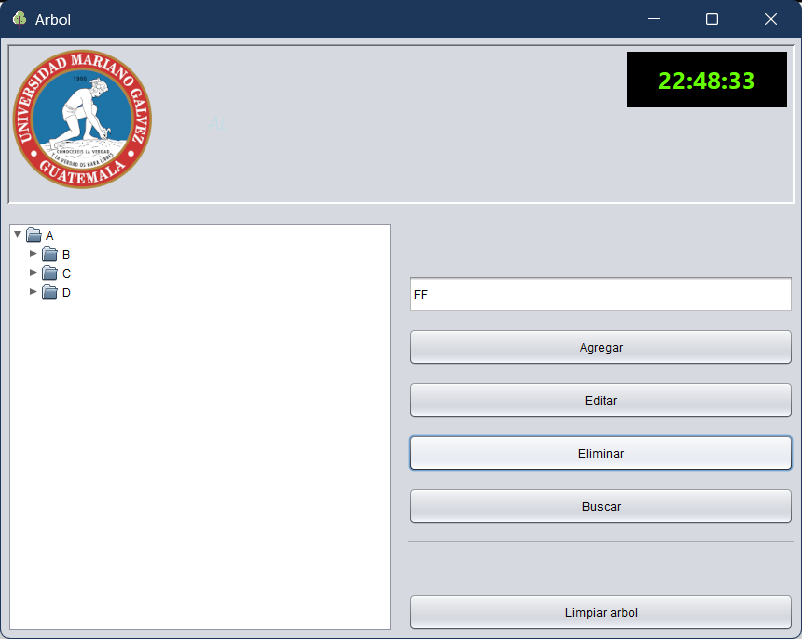 Arbol
UNIVERSIDAD MARIANO GALVEZ
1966
CONOCEREIS LA VERDAD
Y LA VERDAD OS HARA LIBRES
GUATEMALA
22:48:33
A
B
C
D
FF
Agregar
Editar
Eliminar
Buscar
Limpiar arbol